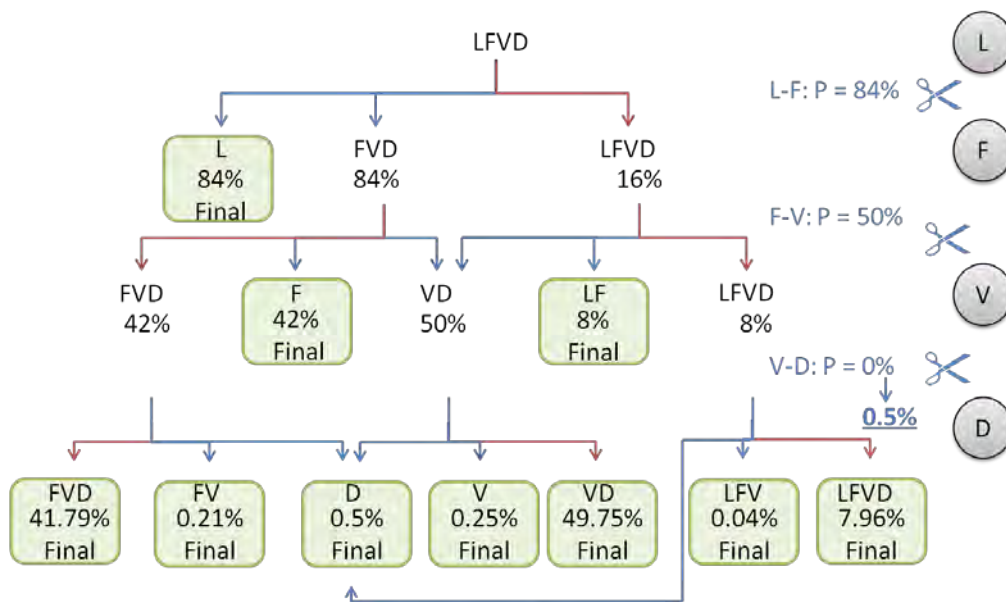 LFVD
L
L-F: P = 84%
L
84%
Final
FVD
84%
LFVD
16%
F
F-V: P = 50%
FVD
42%
F
42%
Final
VD
50%
LF
8%
Final
LFVD
8%
V
V-D: P = 0%
0.5%
D
FVD
41.79%
Final
FV
0.21%
Final
D
0.5%
Final
V
0.25%
Final
VD
49.75%
Final
LFV
0.04%
Final
LFVD
7.96%
Final